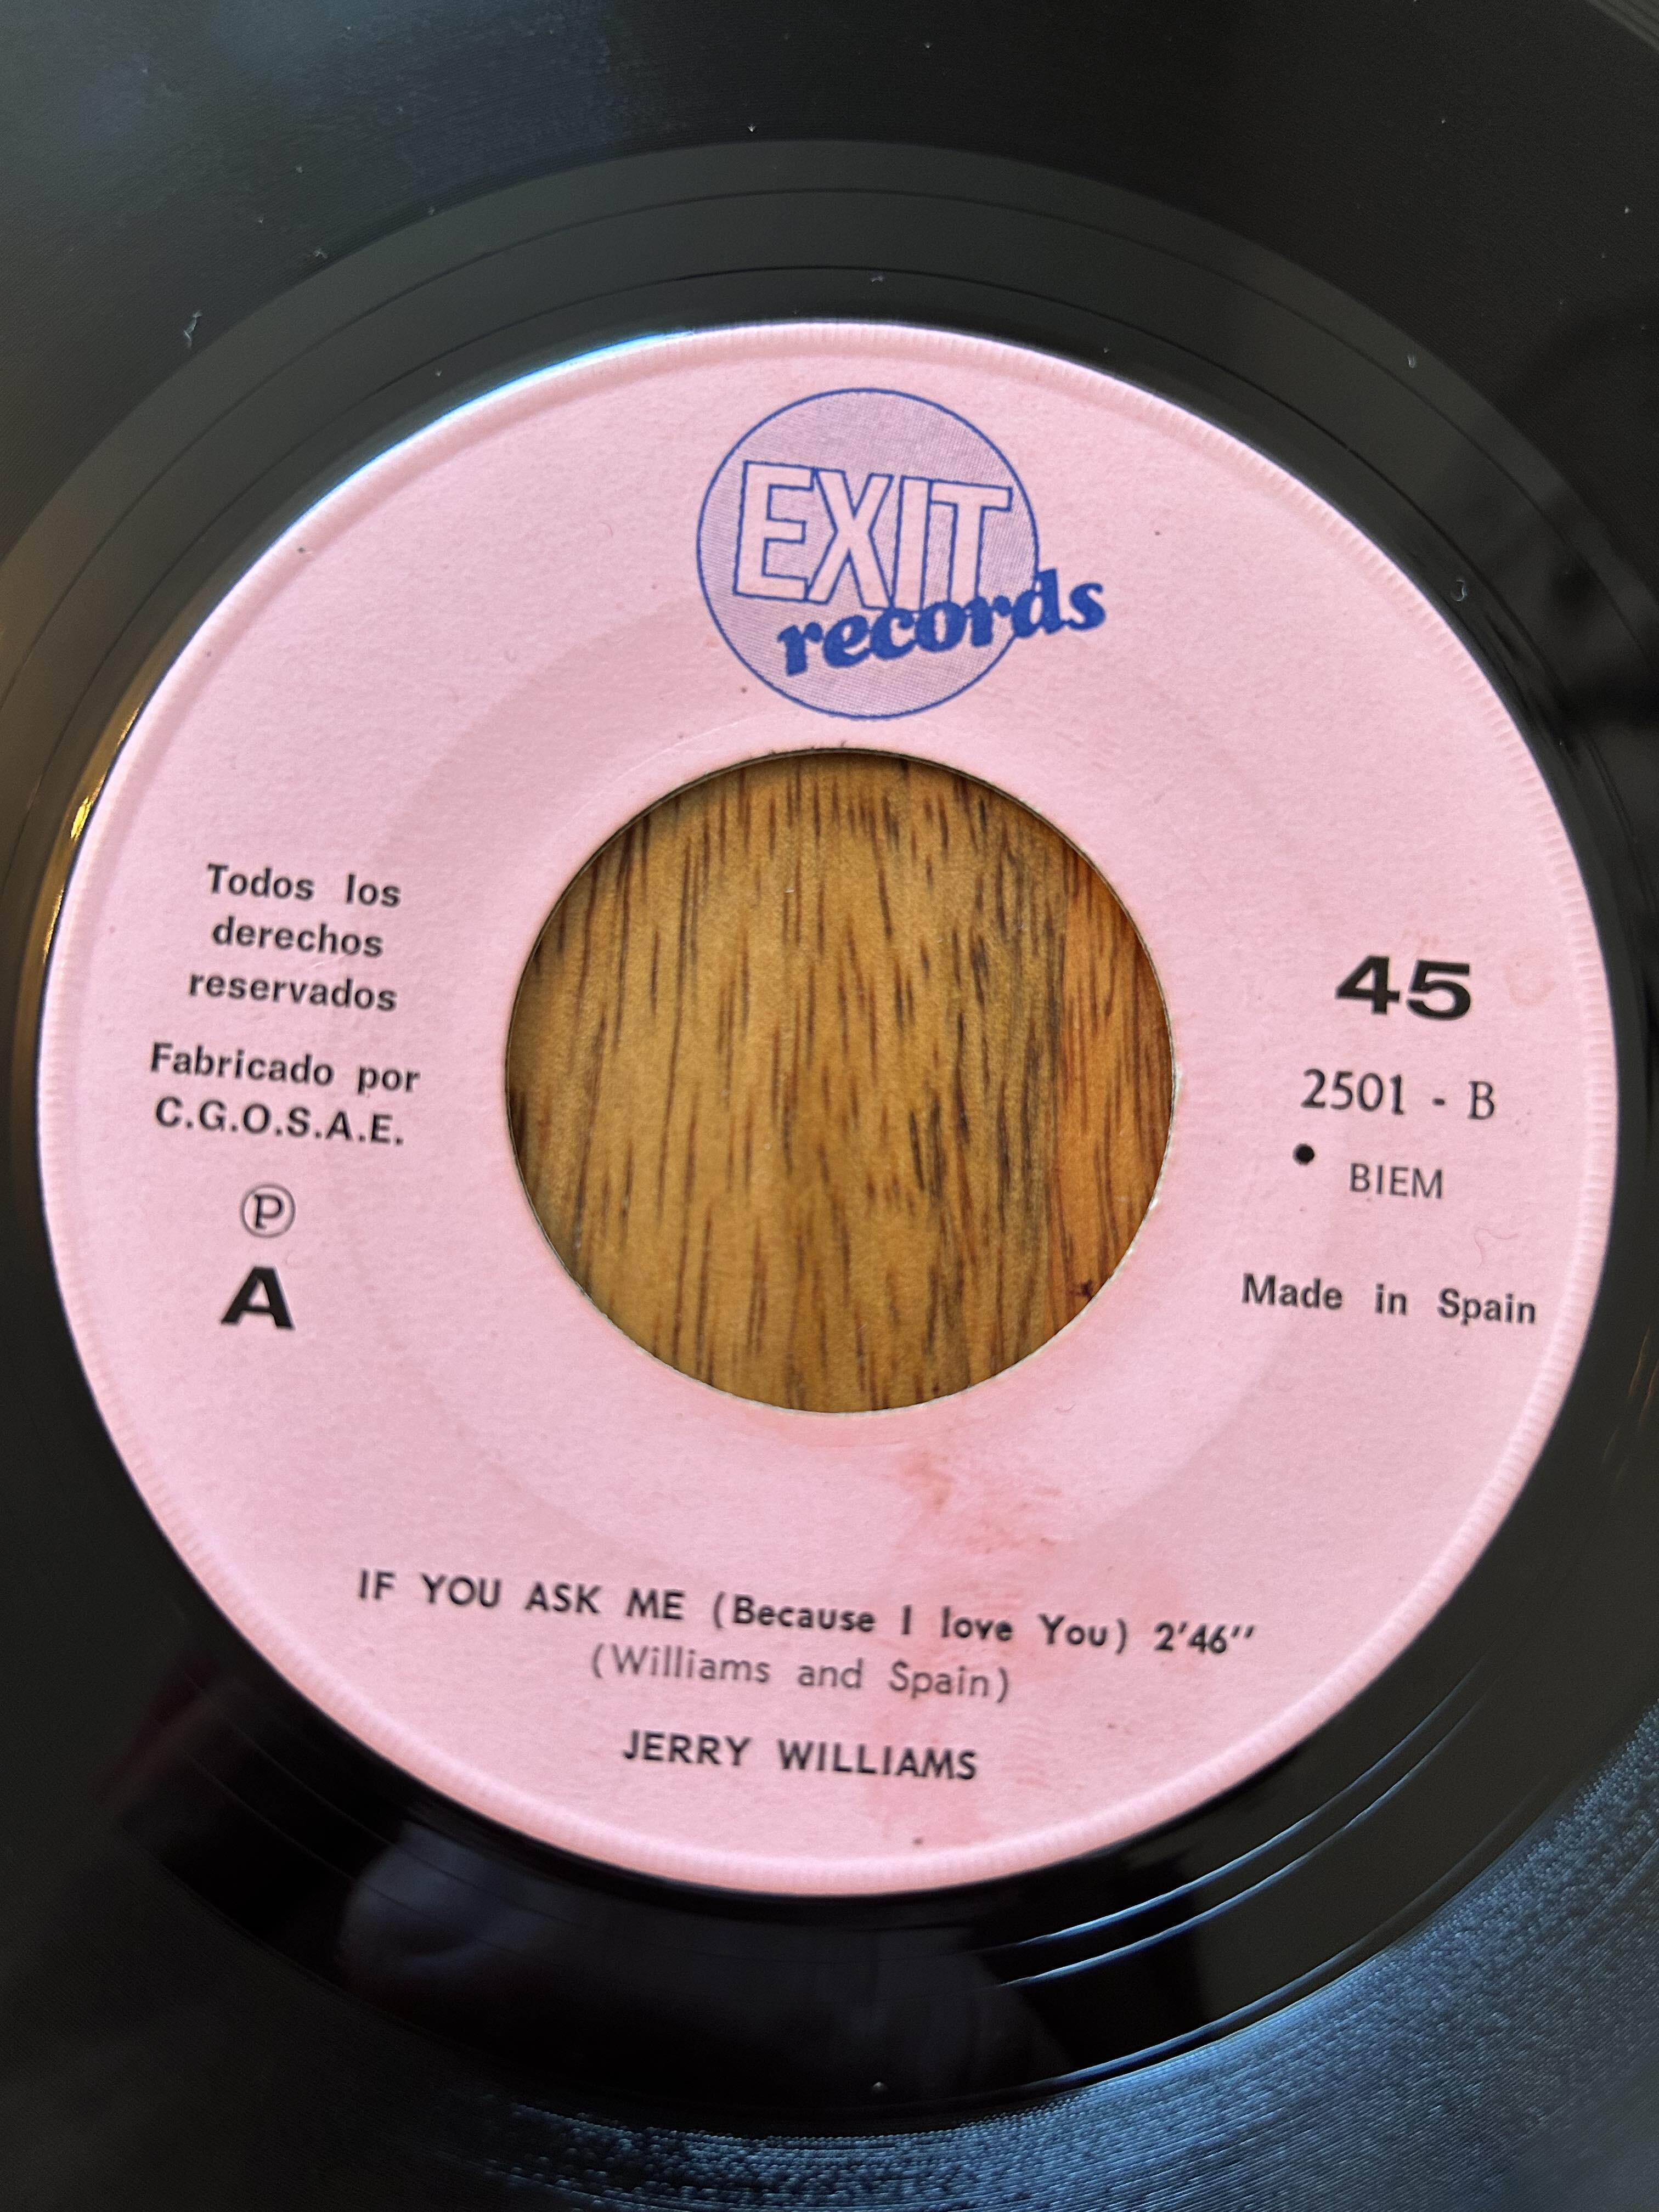 EXIT
records
Todos los
derechos
reservados
Fabricado por
C.G.O.S.A.E.
Ⓟ
A
45
2501 - B
• BIEM
Made in Spain
IF YOU ASK ME (Because I love You) 2'46''
(Williams and Spain)
JERRY WILLIAMS